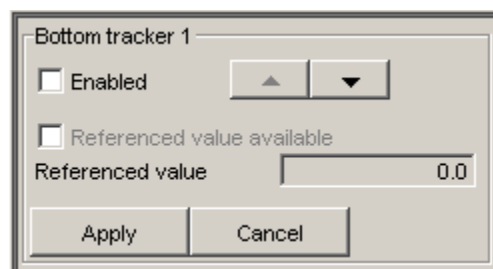 Bottom tracker 1
Enabled
Referenced value available
Referenced value 0.0
Apply Cancel